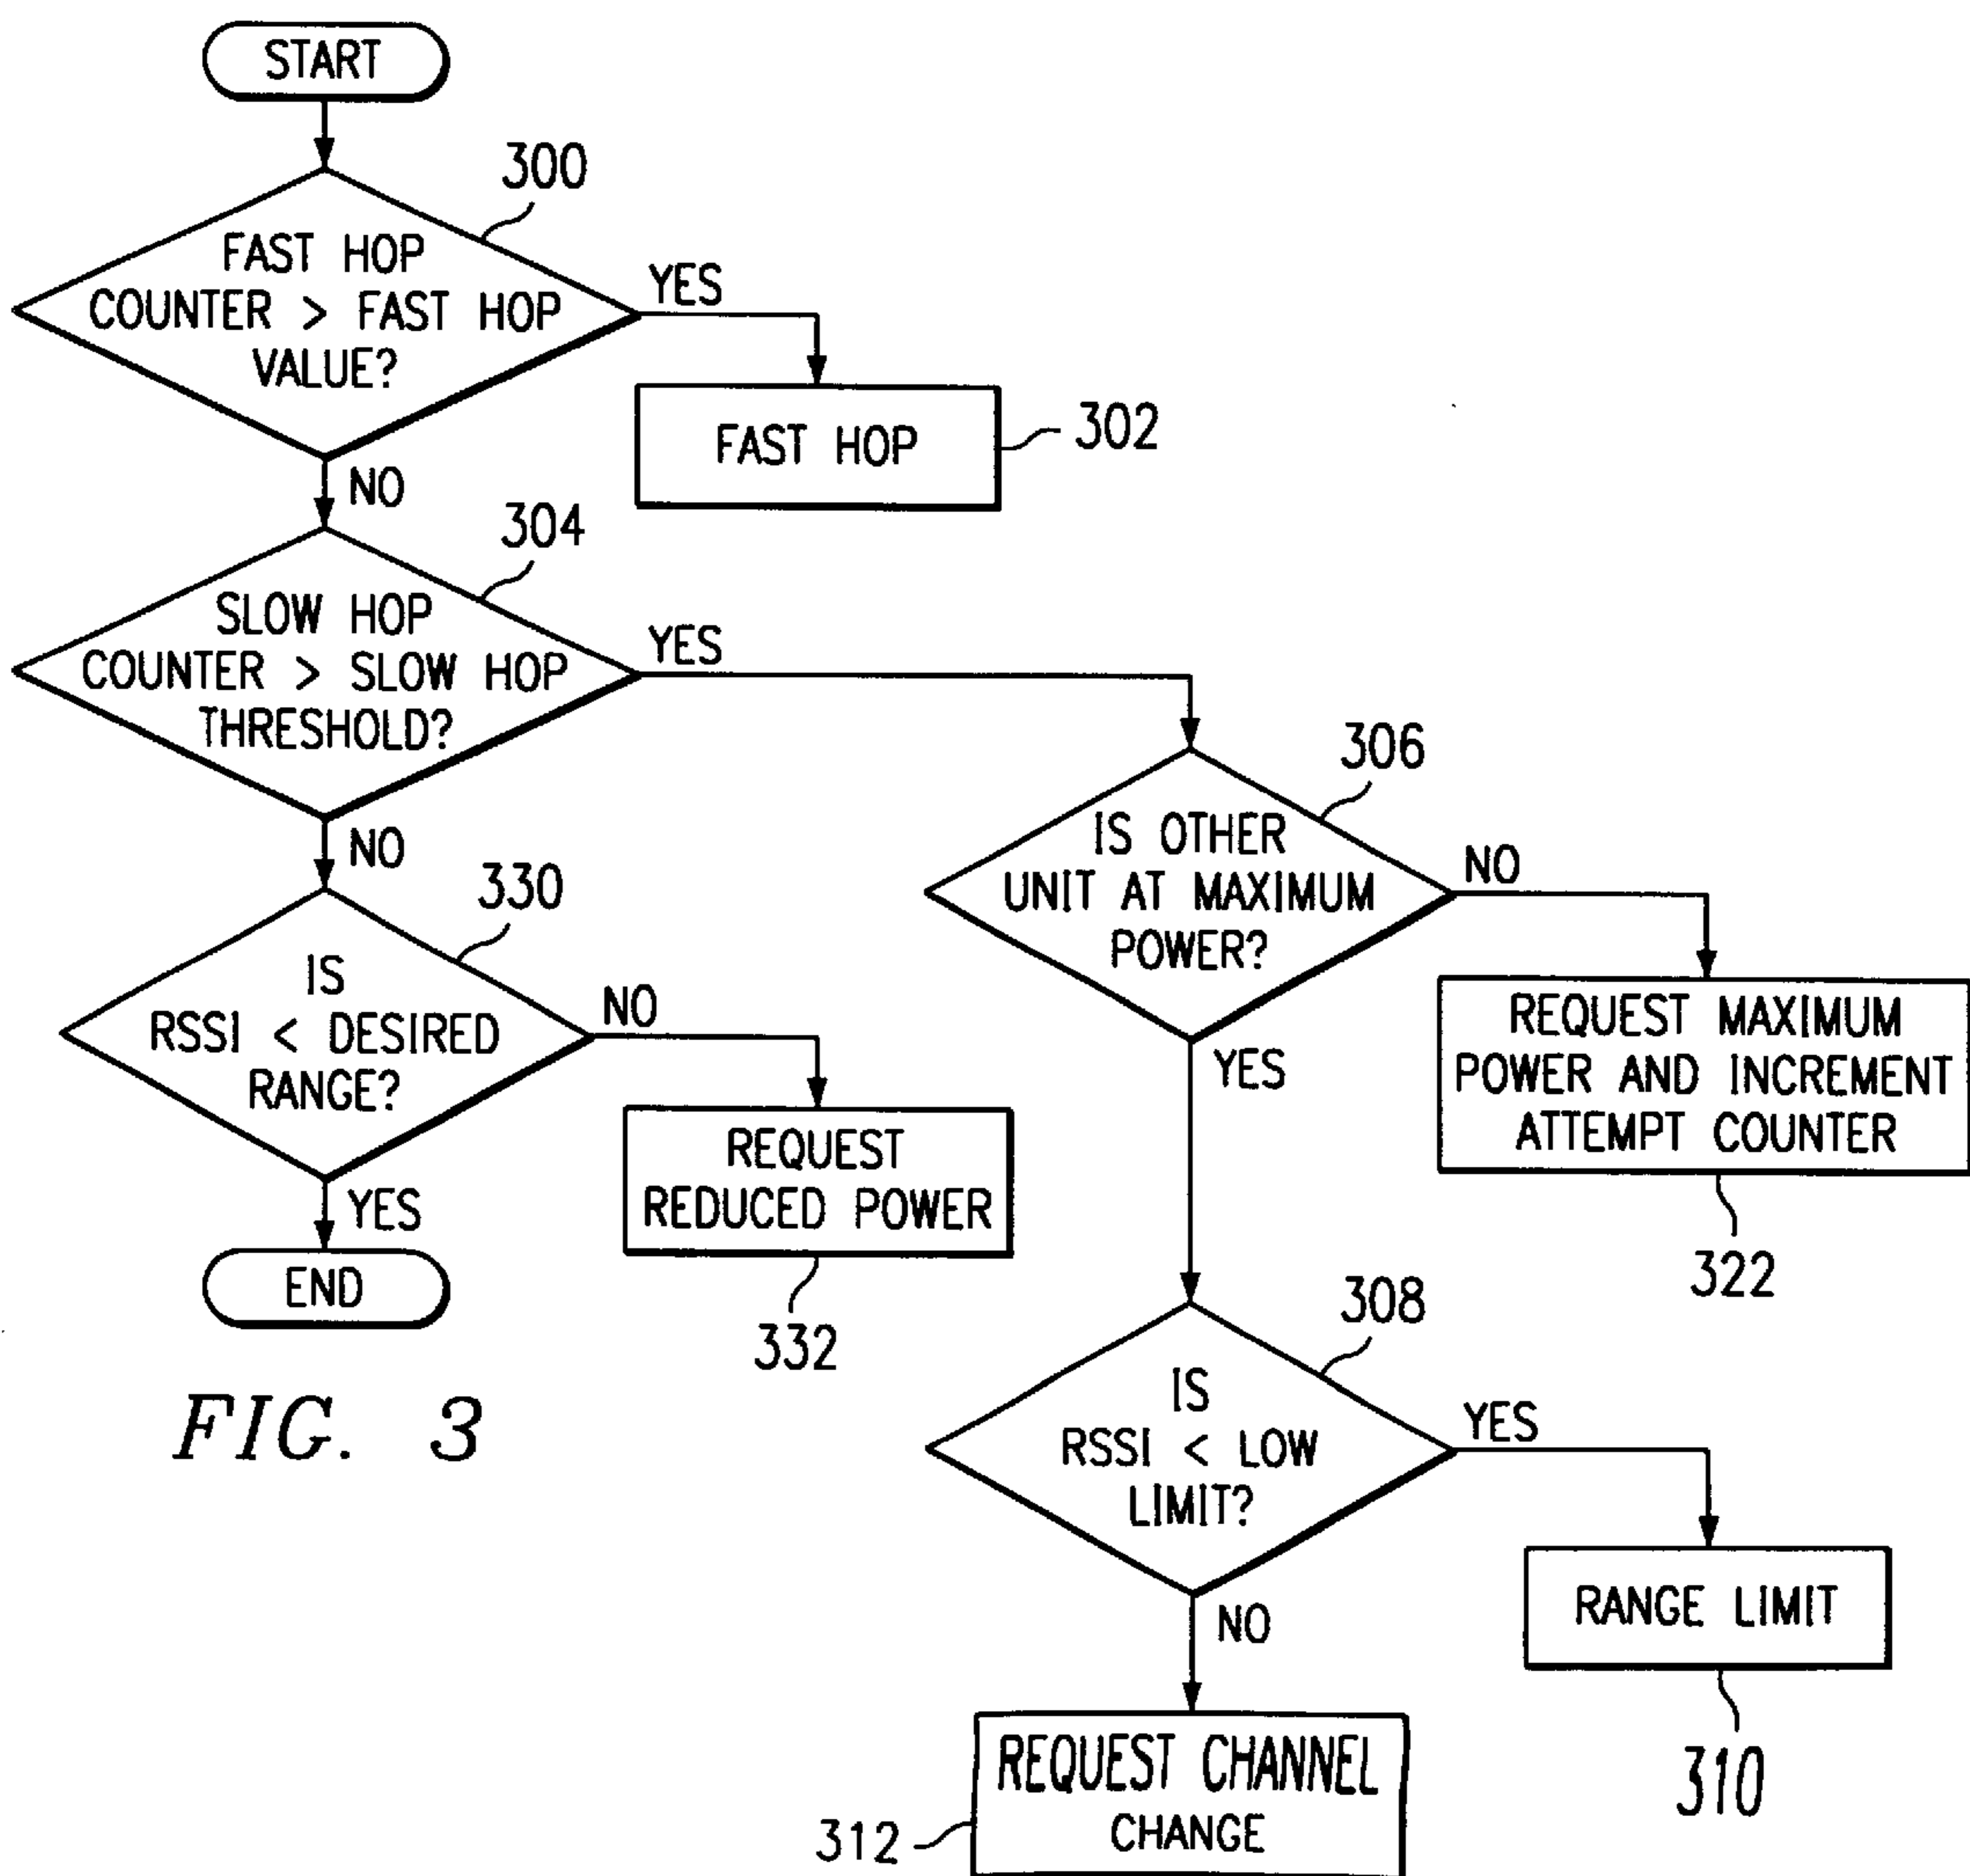 START
300
FAST HOP
COUNTER > FAST HOP
VALUE?
YES
FAST HOP
302
NO
304
SLOW HOP
COUNTER > SLOW HOP
THRESHOLD?
YES
306
IS OTHER
UNIT AT MAXIMUM
POWER?
NO
REQUEST MAXIMUM
POWER AND INCREMENT
ATTEMPT COUNTER
322
YES
NO
330
IS
RSSI < DESIRED
RANGE?
NO
REQUEST
REDUCED POWER
332
YES
END
308
IS
RSSI < LOW
LIMIT?
YES
RANGE LIMIT
310
NO
REQUEST CHANNEL
CHANGE
312
FIG. 3